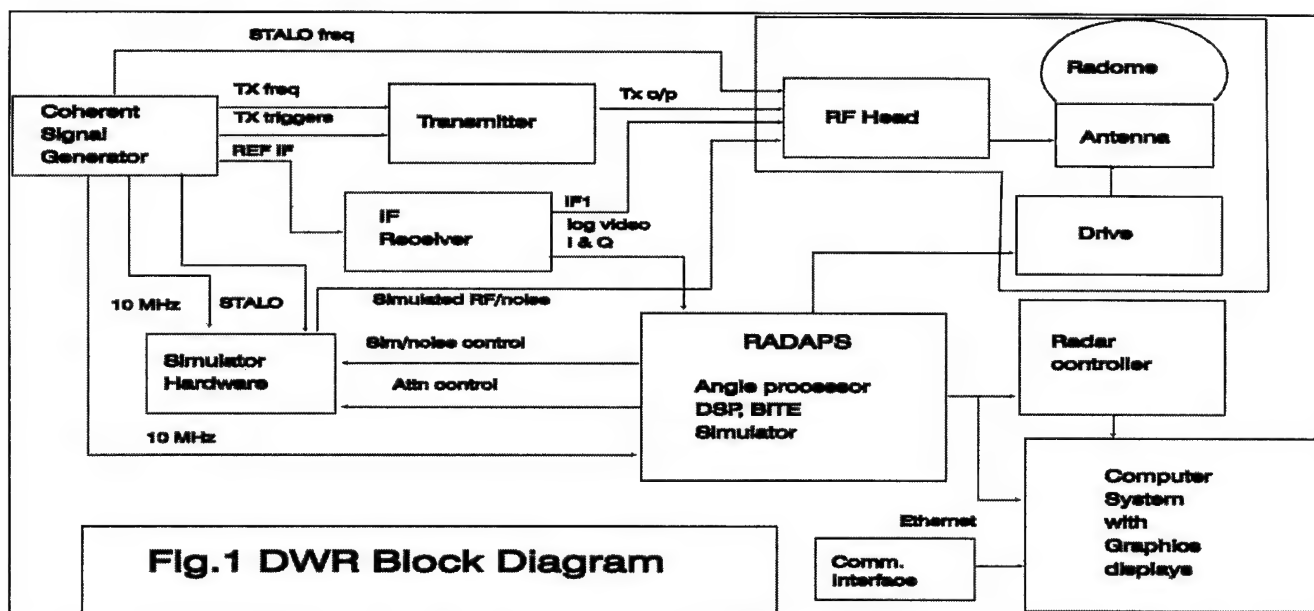 STALO freq
Radome
TX freq
Tx o/p
Coherent
Signal
Generator
TX triggers
Transmitter
RF Head
Antenna
REF IF
IF
Receiver
IF1
log video
I & Q
Drive
10 MHz
STALO
Simulated RF/noise
Simulator
Hardware
Sim/noise control
Attn control
RADAPS
Angle processor
DSP, BITE
Simulator
Radar
controller
10 MHz
Computer
System
with
Graphics
displays
Ethernet
Comm.
interface
Fig.1 DWR Block Diagram